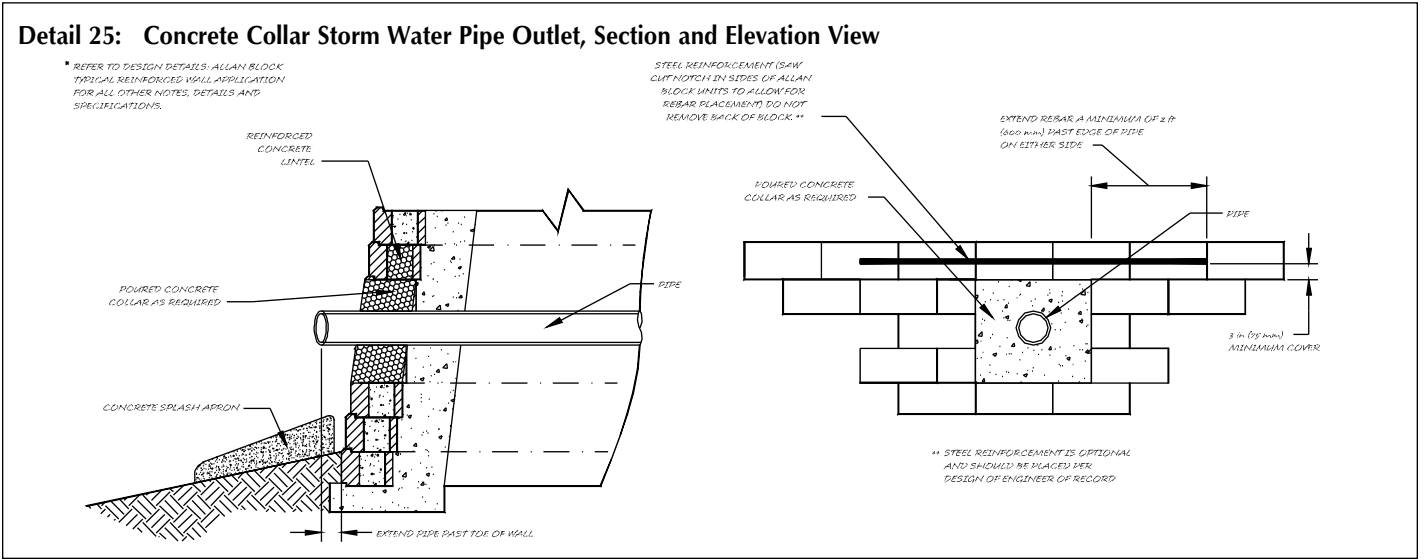 Detail 25: Concrete Collar Storm Water Pipe Outlet, Section and Elevation View
* REFER TO DESIGN DETAILS: ALLAN BLOCK
TYPICAL REINFORCED WALL APPLICATION
FOR ALL OTHER NOTES, DETAILS AND
SPECIFICATIONS.
REINFORCED
CONCRETE
LINTEL
POURED CONCRETE
COLLAR AS REQUIRED
PIPE
CONCRETE SPLASH APRON
EXTEND PIPE PAST TOE OF WALL
STEEL REINFORCEMENT (SAW
CUT NOTCH IN SIDES OF ALLAN
BLOCK UNITS TO ALLOW FOR
REBAR PLACEMENT) DO NOT
REMOVE BACK OF BLOCK. **
EXTEND REBAR A MINIMUM OF 2 ft
(600 mm) PAST EDGE OF PIPE
ON EITHER SIDE
POURED CONCRETE
COLLAR AS REQUIRED
PIPE
3 in (75 mm)
MINIMUM COVER
** STEEL REINFORCEMENT IS OPTIONAL
AND SHOULD BE PLACED PER
DESIGN OF ENGINEER OF RECORD